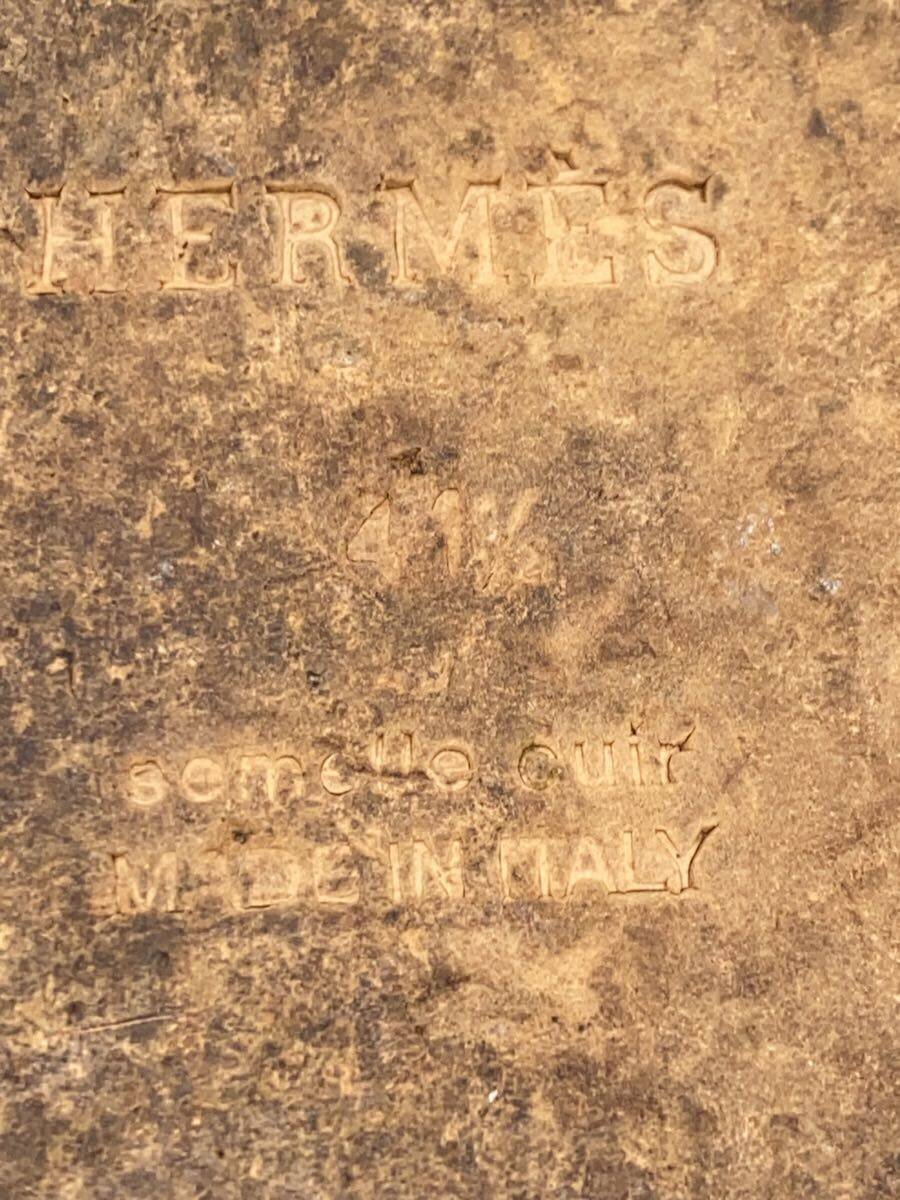 HERMÈS
41½
semelle cuir
MADE IN ITALY